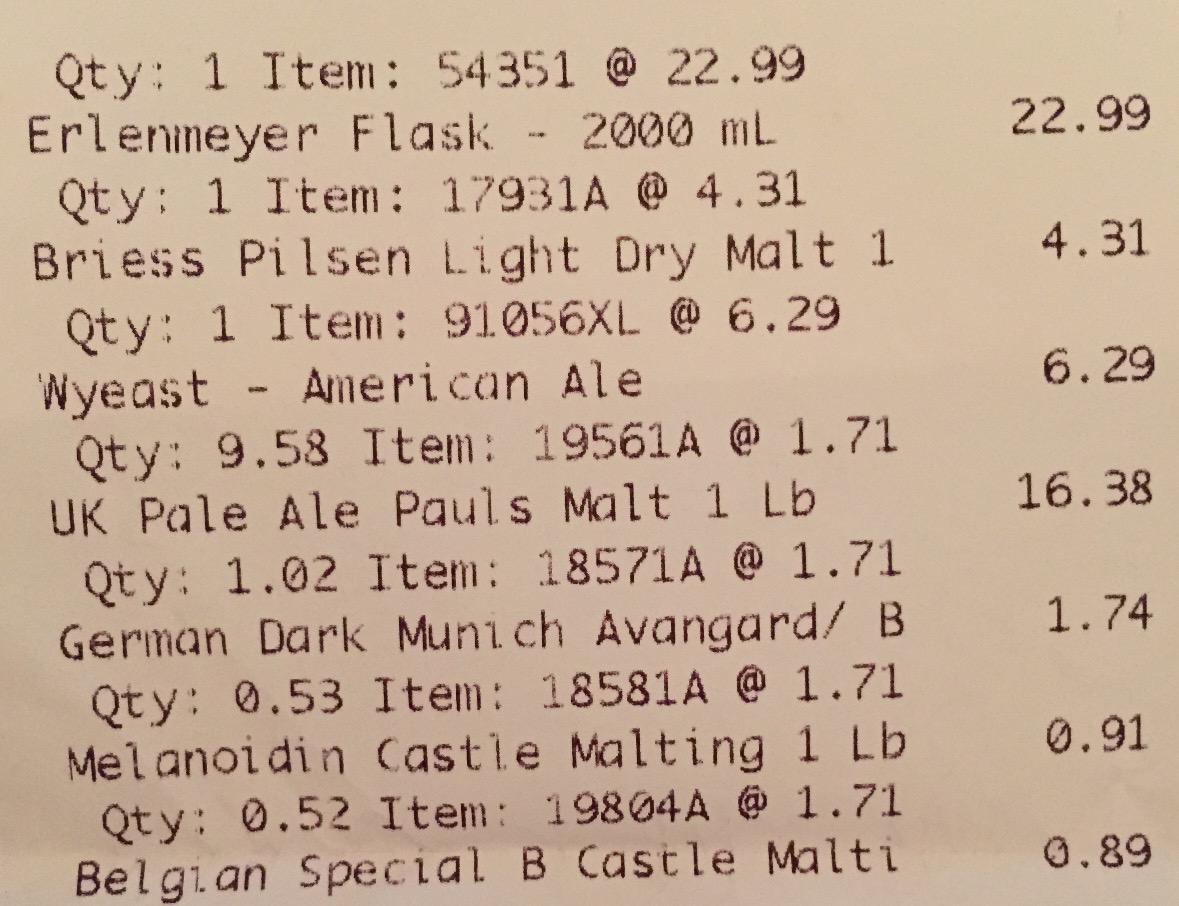 Qty: 1 Item: 54351 @ 22.99
Erlenmeyer Flask - 2000 mL 22.99
Qty: 1 Item: 17931A @ 4.31
Briess Pilsen Light Dry Malt 1 4.31
Qty: 1 Item: 91056XL @ 6.29
Wyeast - American Ale 6.29
Qty: 9.58 Item: 19561A @ 1.71
UK Pale Ale Pauls Malt 1 Lb 16.38
Qty: 1.02 Item: 18571A @ 1.71
German Dark Munich Avangard/ B 1.74
Qty: 0.53 Item: 18581A @ 1.71
Melanoidin Castle Malting 1 Lb 0.91
Qty: 0.52 Item: 19804A @ 1.71
Belgian Special B Castle Malti 0.89